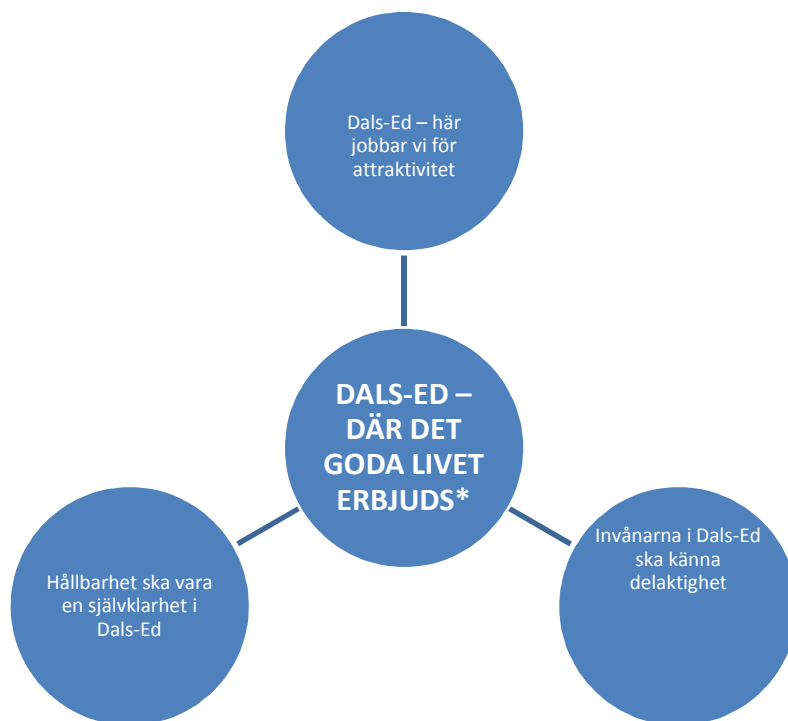 Dals-Ed – här
jobbar vi för
attraktivitet
DALS-ED –
DÄR DET
GODA LIVET
ERBJUDS*
Hållbarhet ska vara
en självklarhet i
Dals-Ed
Invånarna i Dals-Ed
ska känna
delaktighet